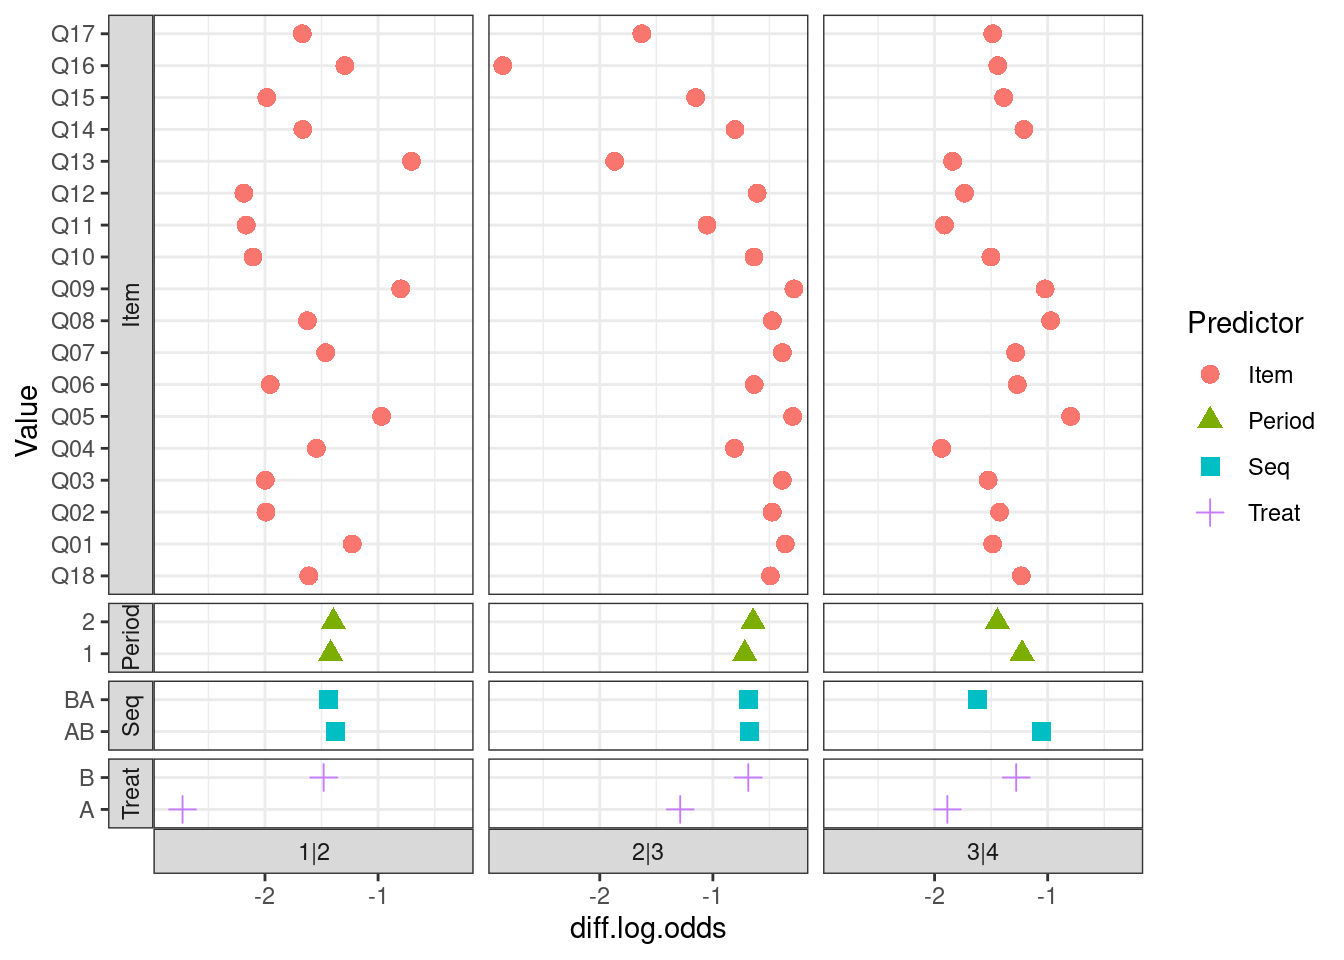 Value
Q17
Q16
Q15
Q14
Q13
Q12
Q11
Q10
Q09
Q08
Q07
Q06
Q05
Q04
Q03
Q02
Q01
Q18
Item
2
1
Period
BA
AB
Seq
B
A
Treat
1|2 2|3 3|4
-2 -1 -2 -1 -2 -1
diff.log.odds
Predictor
Item
Period
Seq
Treat